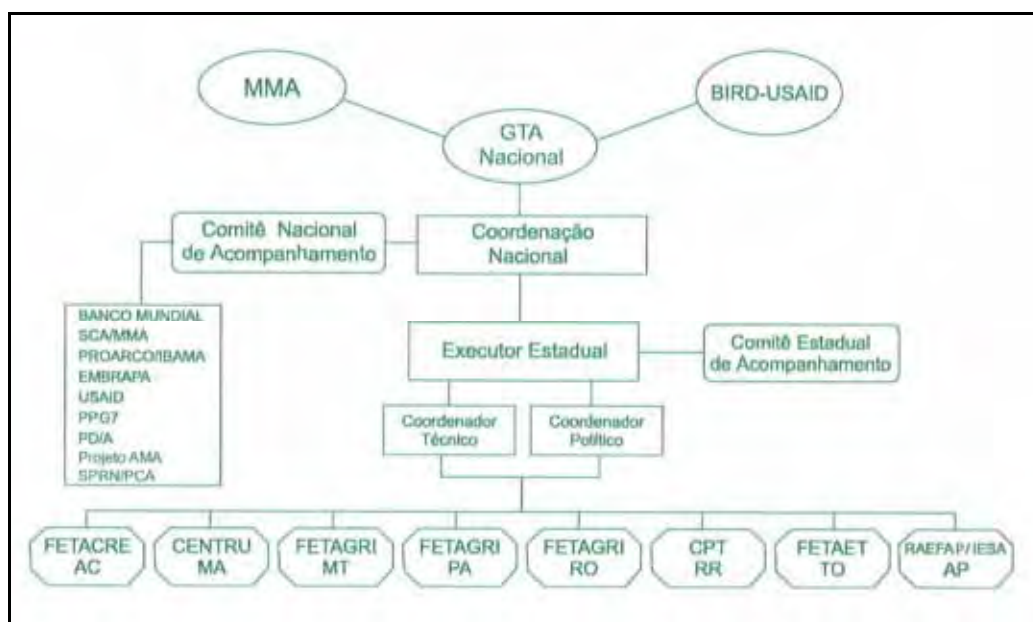 MMA
BIRD-USAID
GTA
Nacional
Comitê Nacional
de Acompanhamento
Coordenação
Nacional
BANCO MUNDIAL
SCA/MMA
PROARCO/IBAMA
EMBRAPA
USAID
PPG7
PD/A
Projeto AMA
SPRN/PCA
Executor Estadual
Comitê Estadual
de Acompanhamento
Coordenador
Técnico
Coordenador
Político
FETACRE
AC
CENTRU
MA
FETAGRI
MT
FETAGRI
PA
FETAGRI
RO
CPT
RR
FETAET
TO
RAEFAP/IESA
AP